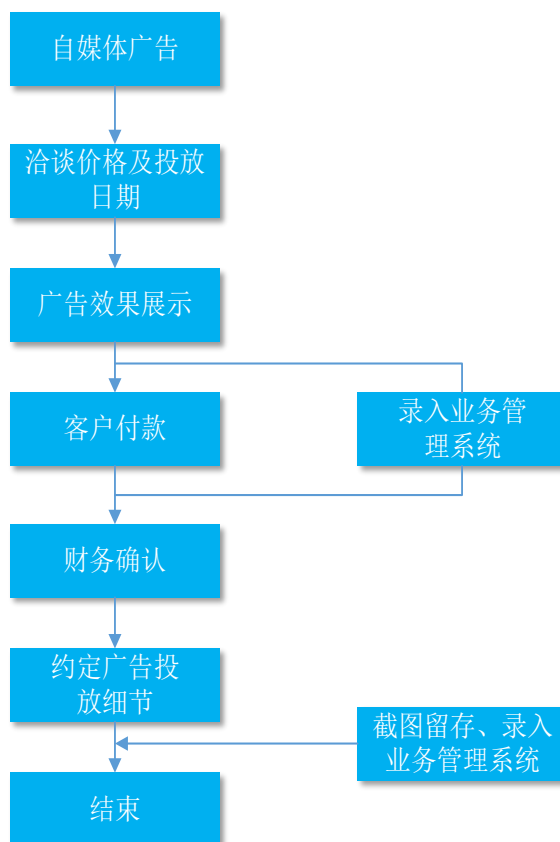 自媒体广告
洽谈价格及投放
日期
广告效果展示
客户付款
录入业务管
理系统
财务确认
约定广告投
放细节
截图留存、录入
业务管理系统
结束